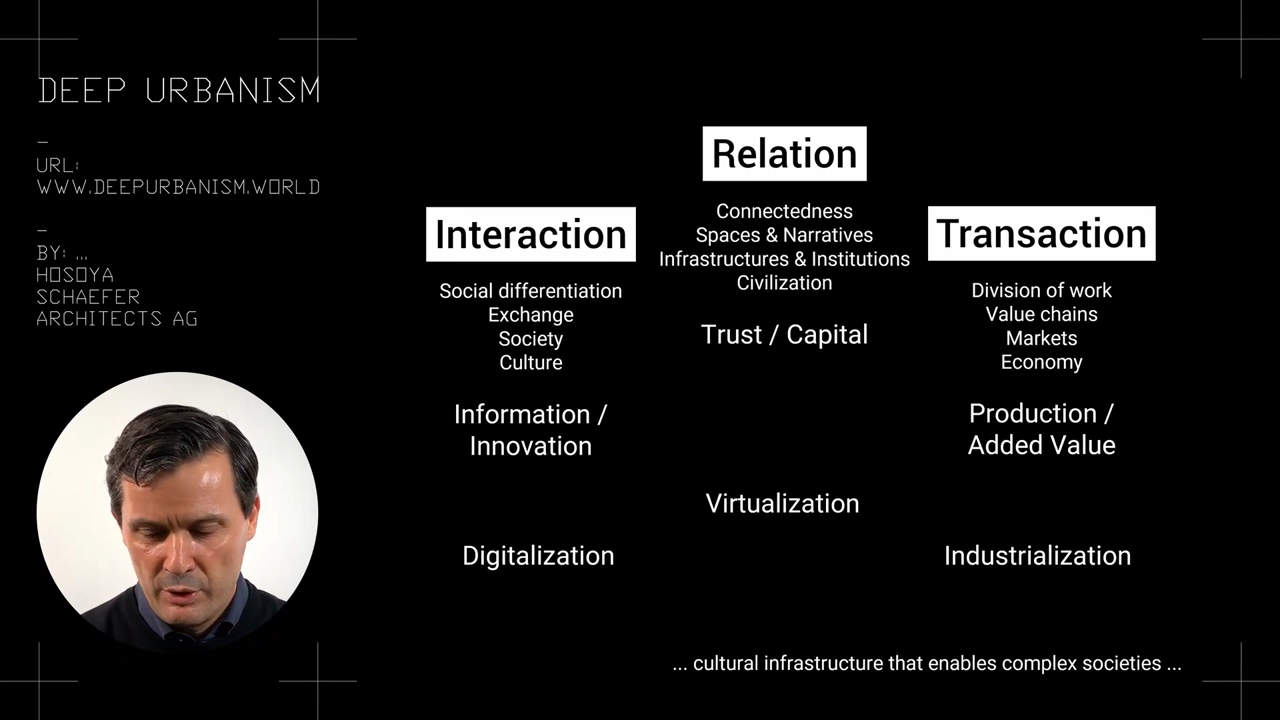 DEEP URBANISM
–
URL:
WWW.DEEPURBANISM.WORLD
–
BY: ...
HOSOYA
SCHAEFER
ARCHITECTS AG
Relation
Connectedness
Spaces & Narratives
Infrastructures & Institutions
Civilization
Trust / Capital
Interaction
Social differentiation
Exchange
Society
Culture
Information /
Innovation
Transaction
Division of work
Value chains
Markets
Economy
Production /
Added Value
Virtualization
Digitalization
Industrialization
... cultural infrastructure that enables complex societies ...